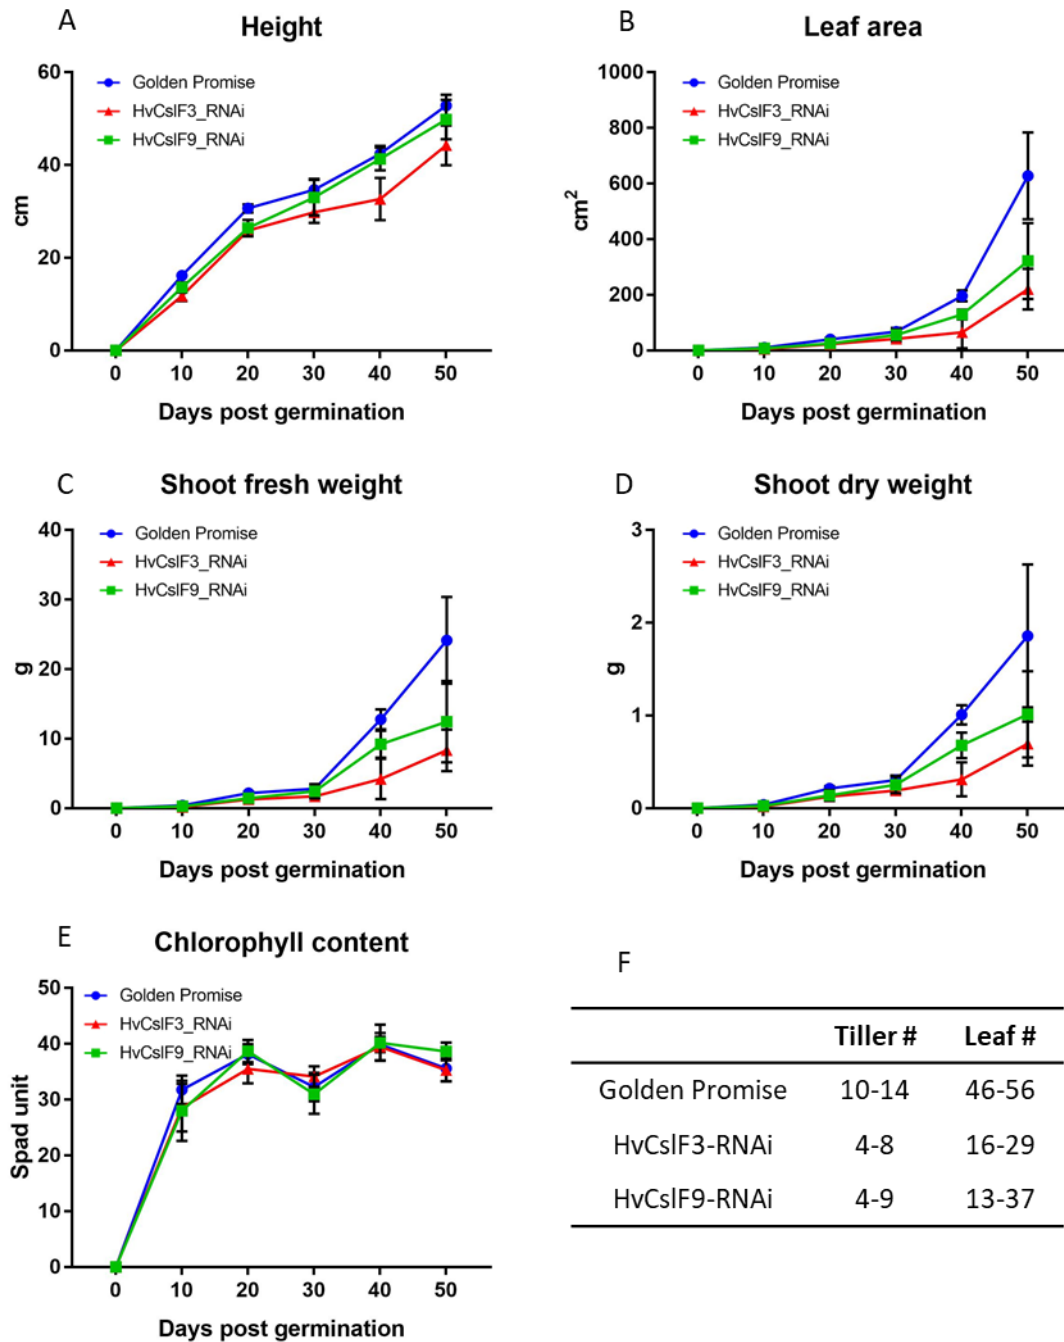 A
Height
60
40
20
0
cm
Golden Promise
HvCslF3_RNAi
HvCslF9_RNAi
0 10 20 30 40 50
Days post germination
B
Leaf area
1000
800
600
400
200
0
cm²
Golden Promise
HvCslF3_RNAi
HvCslF9_RNAi
0 10 20 30 40 50
Days post germination
C
Shoot fresh weight
40
30
20
10
0
g
Golden Promise
HvCslF3_RNAi
HvCslF9_RNAi
0 10 20 30 40 50
Days post germination
D
Shoot dry weight
3
2
1
0
g
Golden Promise
HvCslF3_RNAi
HvCslF9_RNAi
0 10 20 30 40 50
Days post germination
E
Chlorophyll content
50
40
30
20
10
0
Spad unit
Golden Promise
HvCslF3_RNAi
HvCslF9_RNAi
0 10 20 30 40 50
Days post germination
F
Tiller # Leaf #
Golden Promise 10-14 46-56
HvCslF3-RNAi 4-8 16-29
HvCslF9-RNAi 4-9 13-37